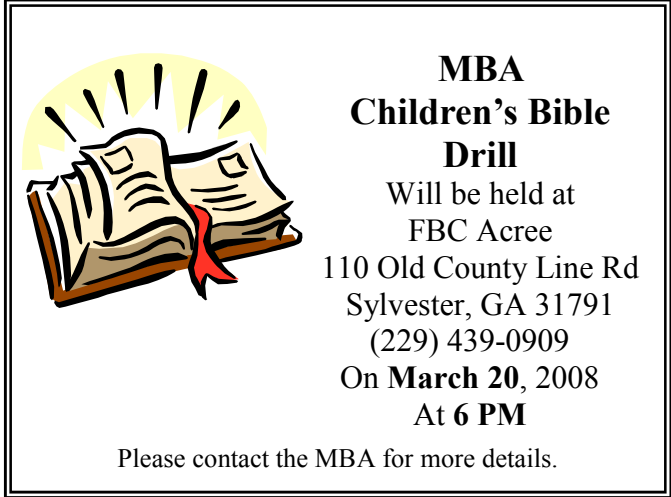 MBA
Children's Bible
Drill
Will be held at
FBC Acree
110 Old County Line Rd
Sylvester, GA 31791
(229) 439-0909
On March 20, 2008
At 6 PM
Please contact the MBA for more details.